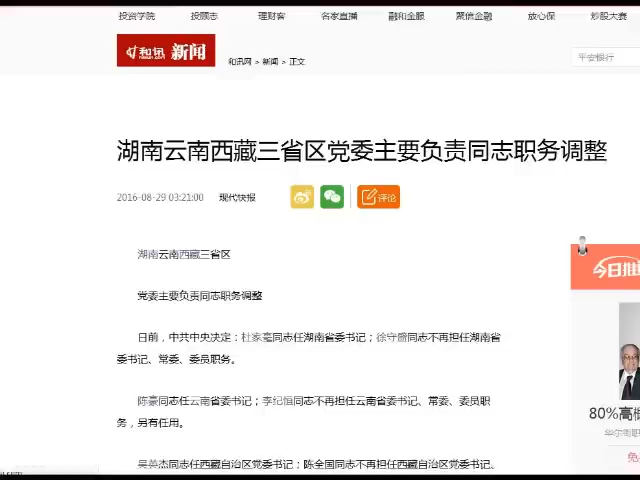 投资学院 投顾志 理财客 名家直播 融和金服 聚信金融 放心保 炒股大赛
和讯 新闻
和讯网 > 新闻 > 正文
平安银行
湖南云南西藏三省区党委主要负责同志职务调整
2016-08-29 03:21:00 现代快报
评论
湖南云南西藏三省区
党委主要负责同志职务调整
日前，中共中央决定：杜家毫同志任湖南省委书记；徐守盛同志不再担任湖南省
委书记、常委、委员职务。
陈豪同志任云南省委书记；李纪恒同志不再担任云南省委书记、常委、委员职
务，另有任用。
吴英杰同志任西藏自治区党委书记；陈全国同志不再担任西藏自治区党委书记、
今日推
80%高
华尔街职
免